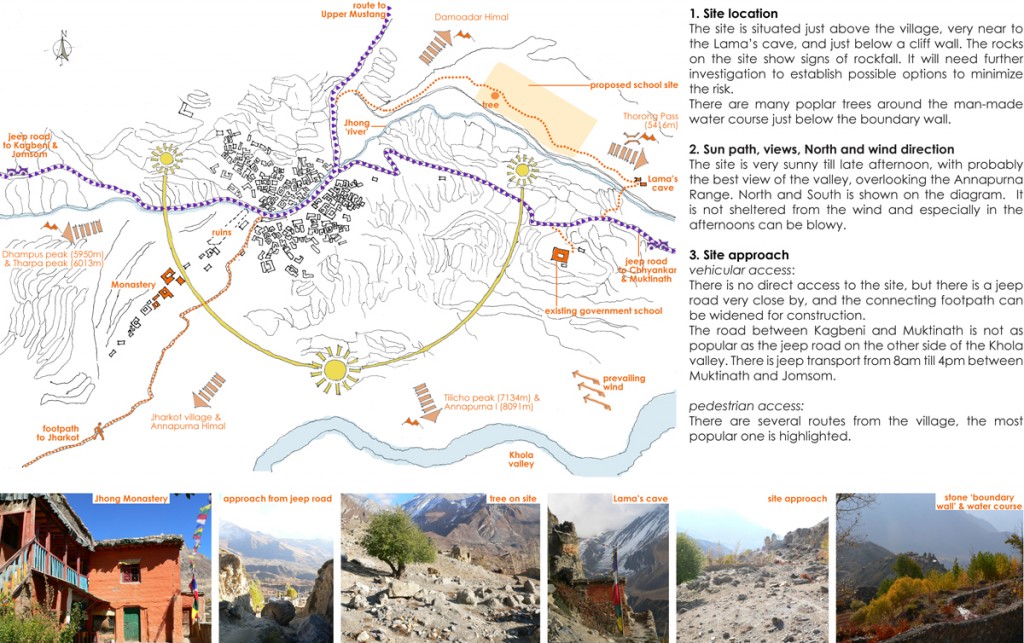 route to
Upper Mustang
Damoadar Himal
proposed school site
tree
Thorong Pass
(5416m)
Jhong
'river'
jeep road
to Kagbeni &
Jomsom
Lama's
cave
ruins
Dhampus peak (5950m)
& Tharpa peak (6013m)
jeep road
to Chhyankar
& Muktinath
Monastery
existing government school
prevailing
wind
Tilicho peak (7134m) &
Annapurna I (8091m)
Jharkot village &
Annapurna Himal
footpath
to Jharkot
Khola
valley
1. Site location
The site is situated just above the village, very near to
the Lama's cave, and just below a cliff wall. The rocks
on the site show signs of rockfall. It will need further
investigation to establish possible options to minimize
the risk.
There are many poplar trees around the man-made
water course just below the boundary wall.
2. Sun path, views, North and wind direction
The site is very sunny till late afternoon, with probably
the best view of the valley, overlooking the Annapurna
Range. North and South is shown on the diagram. It
is not sheltered from the wind and especially in the
afternoons can be blowy.
3. Site approach
vehicular access:
There is no direct access to the site, but there is a jeep
road very close by, and the connecting footpath can
be widened for construction.
The road between Kagbeni and Muktinath is not as
popular as the jeep road on the other side of the Khola
valley. There is jeep transport from 8am till 4pm between
Muktinath and Jomsom.
pedestrian access:
There are several routes from the village, the most
popular one is highlighted.
Jhong Monastery
approach from jeep road
tree on site
Lama's cave
site approach
stone 'boundary
wall' & water course